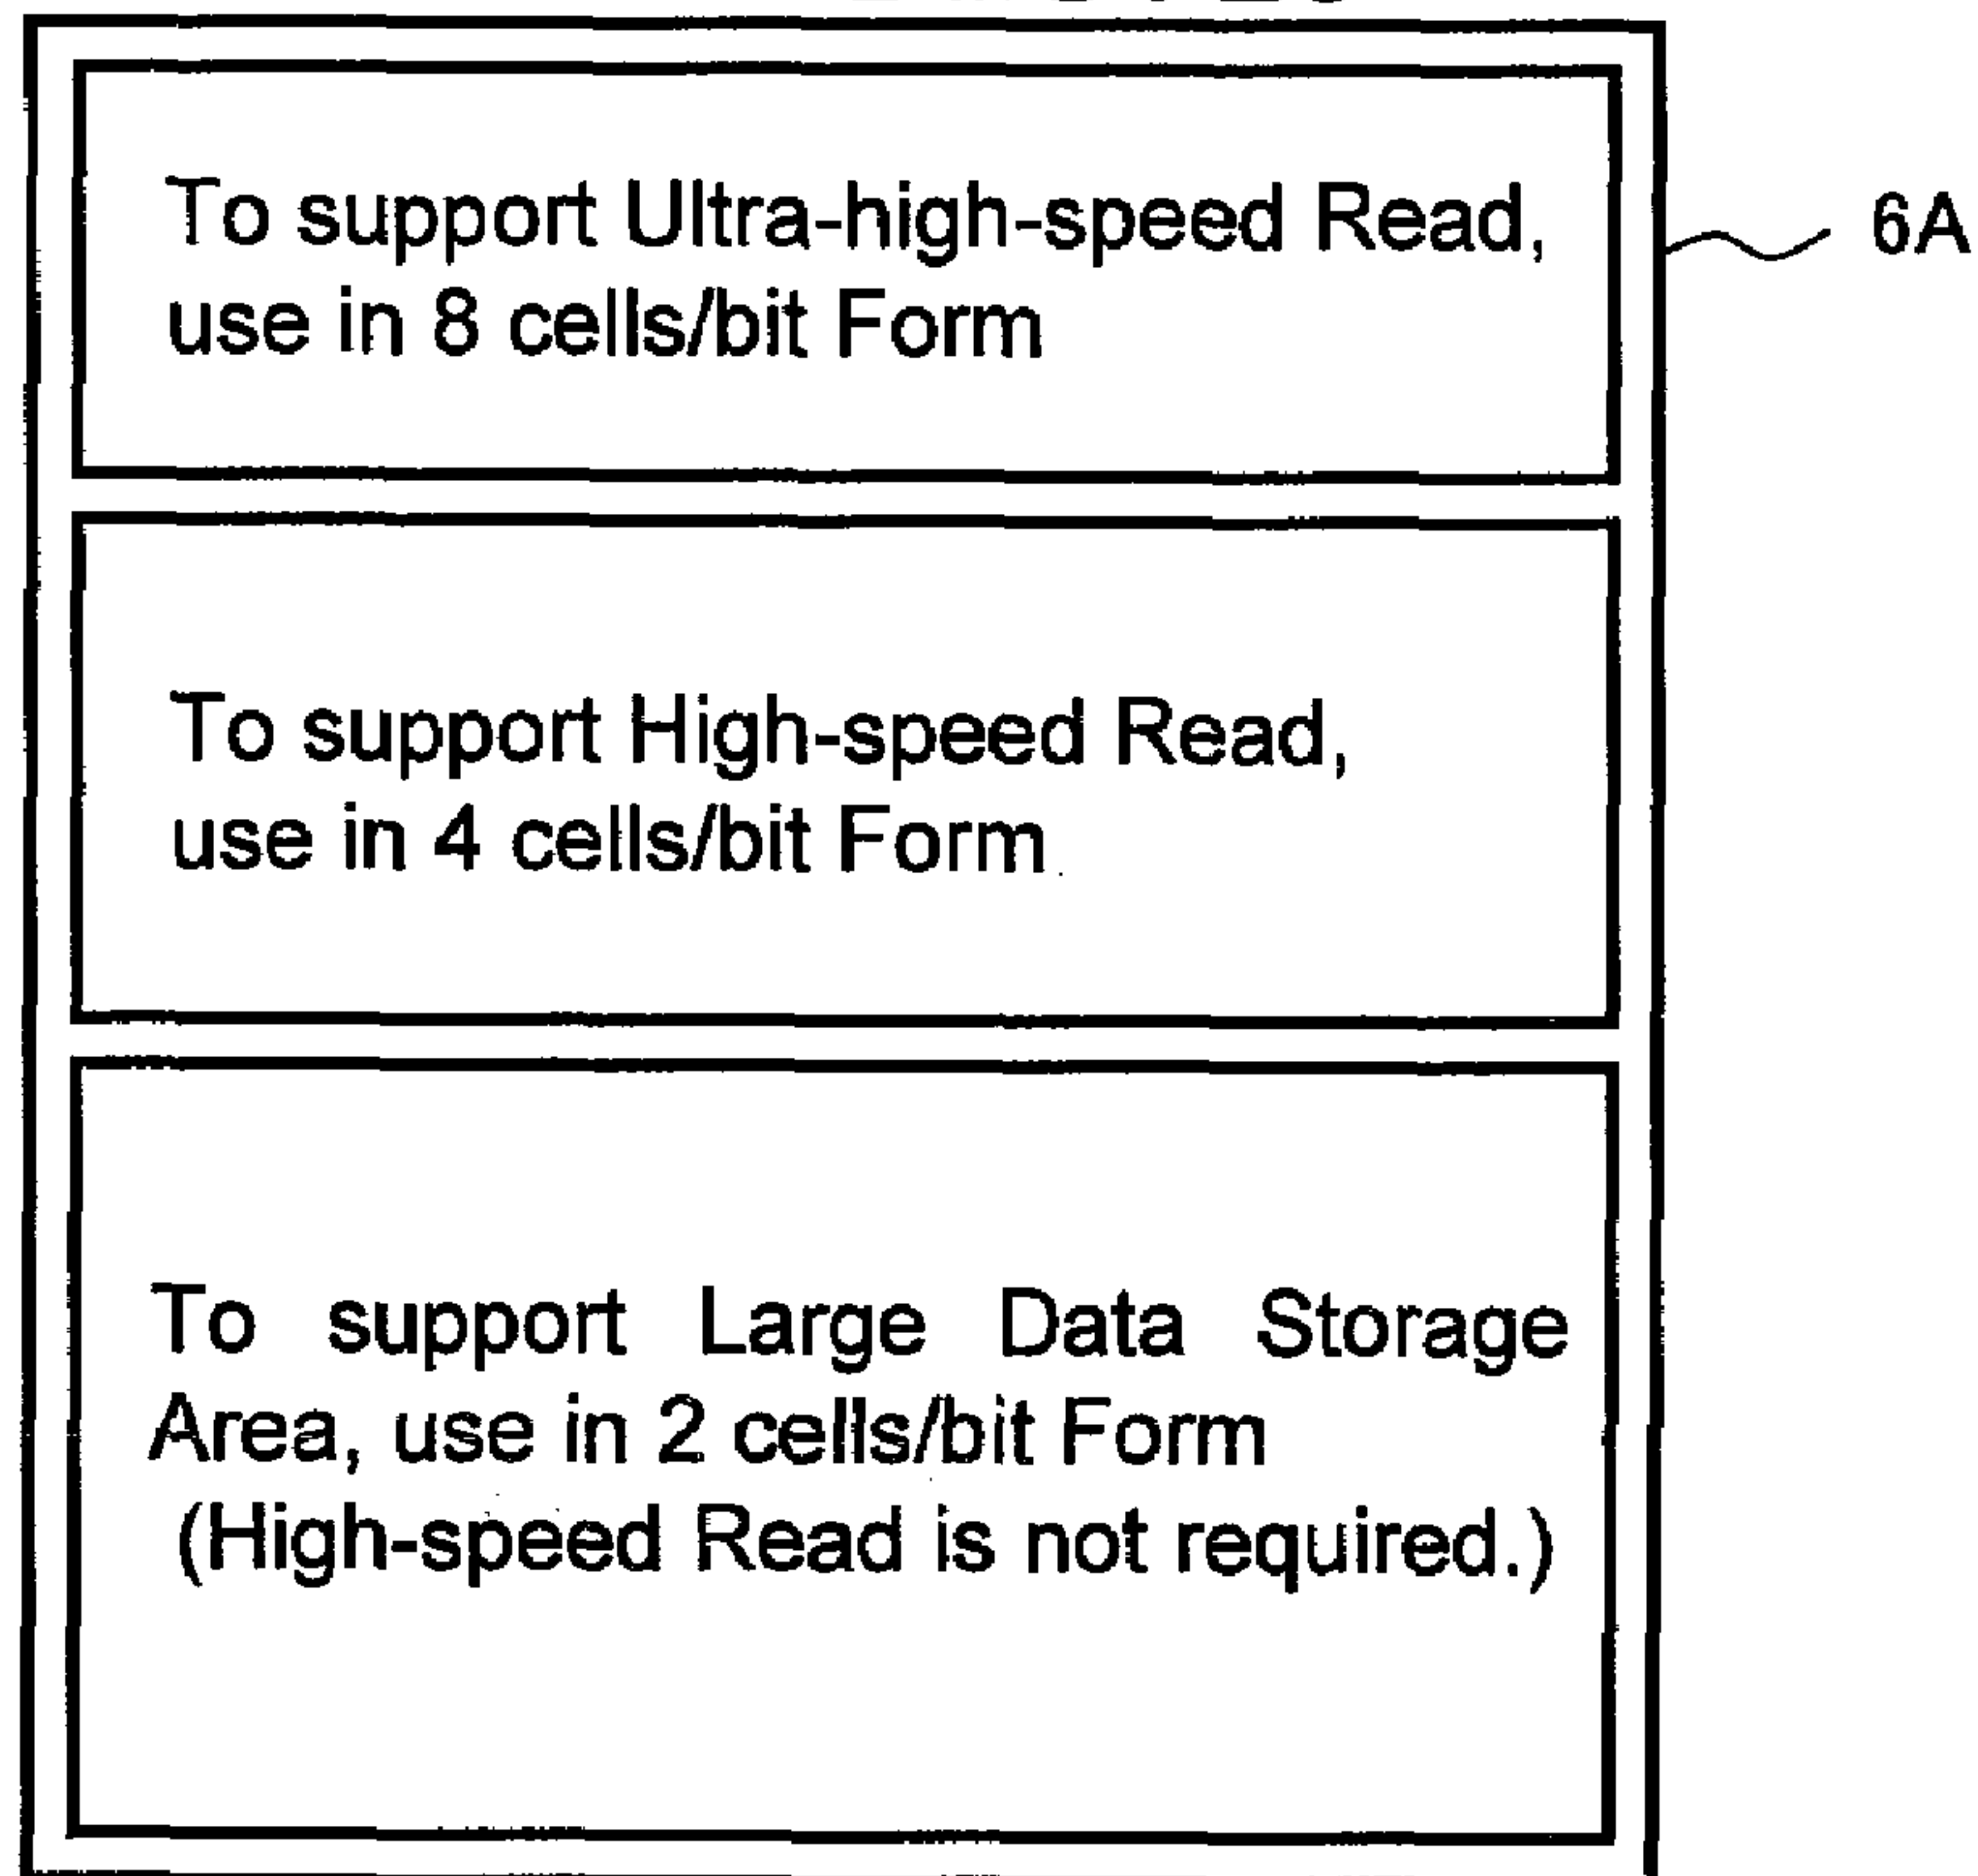 To support Ultra-high-speed Read,
use in 8 cells/bit Form
6A
To support High-speed Read,
use in 4 cells/bit Form
To support Large Data Storage
Area, use in 2 cells/bit Form
(High-speed Read is not required.)